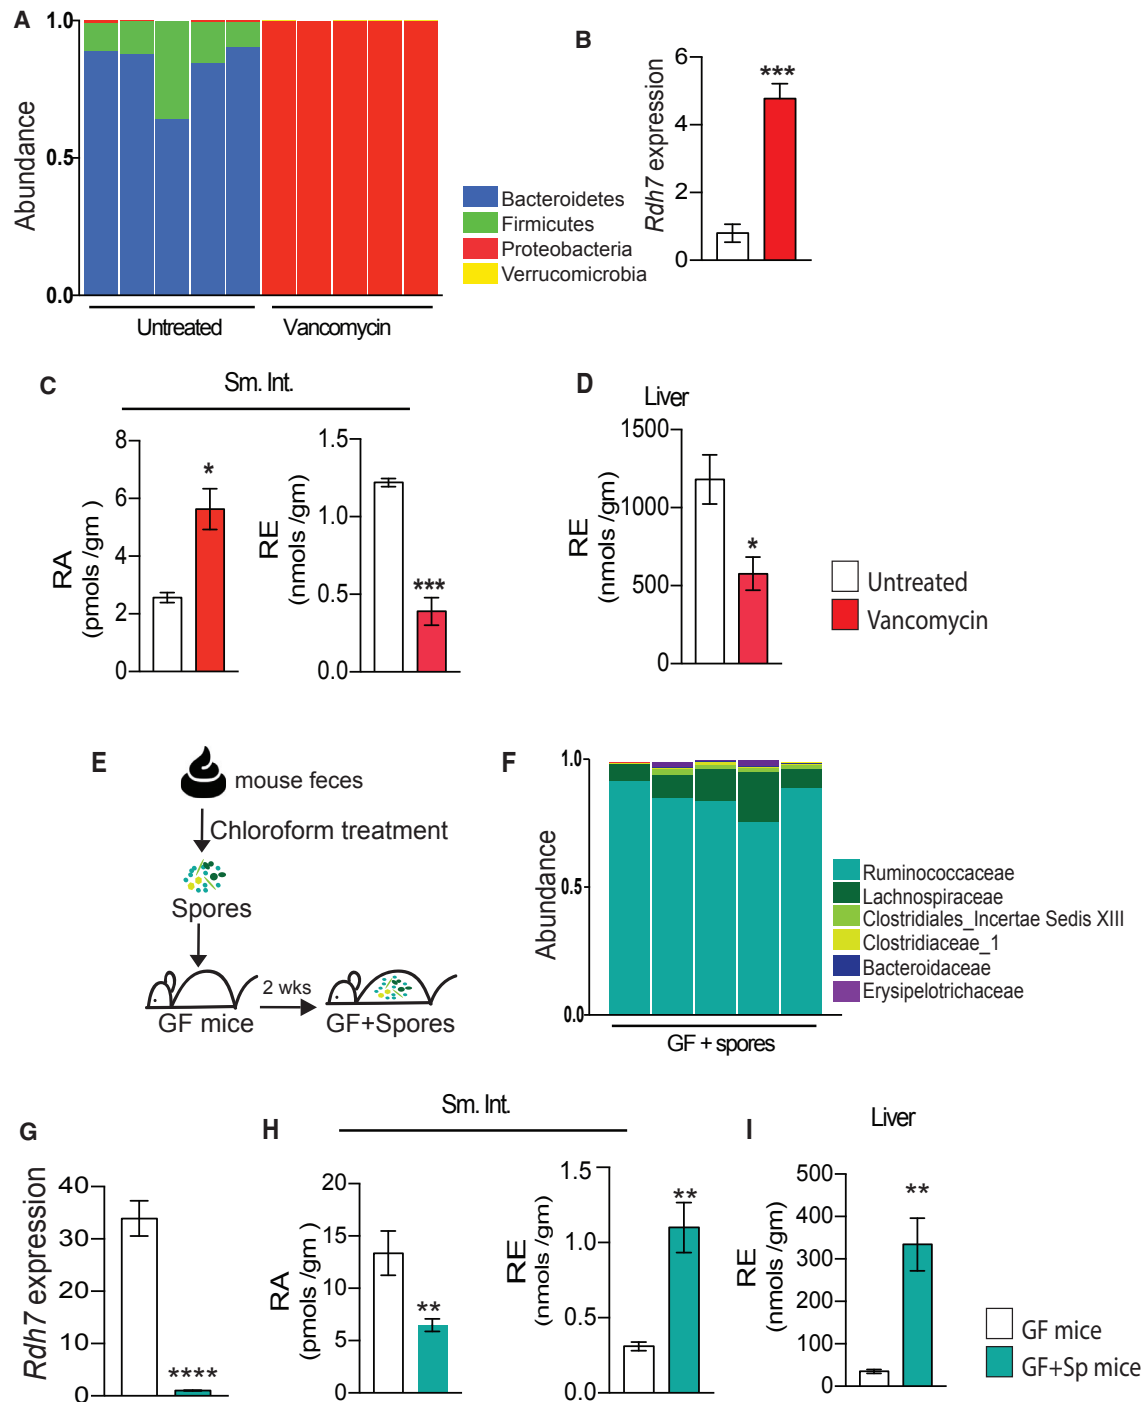 A
1.0
0.5
0.0
Abundance
Untreated
Vancomycin
Bacteroidetes
Firmicutes
Proteobacteria
Verrucomicrobia
B
Rdh7 expression
6
4
2
0
***
C
Sm. Int.
RA
(pmols /gm )
8
6
4
2
0
*
RE
(nmols /gm)
1.5
1.0
0.5
0.0
***
D
Liver
RE
(nmols /gm)
1500
1000
500
0
*
Untreated
Vancomycin
E
mouse feces
Chloroform treatment
Spores
2 wks
GF mice
GF+Spores
F
Abundance
1.0
0.5
0.0
GF + spores
Ruminococcaceae
Lachnospiraceae
Clostridiales_Incertae Sedis XIII
Clostridiaceae_1
Bacteroidaceae
Erysipelotrichaceae
G
Rdh7 expression
40
30
20
10
0
****
H
Sm. Int.
RA
(pmols /gm )
20
15
10
5
0
**
RE
(nmols /gm)
1.5
1.0
0.5
0.0
**
I
Liver
RE
(nmols /gm)
500
400
300
200
100
0
**
GF mice
GF+Sp mice